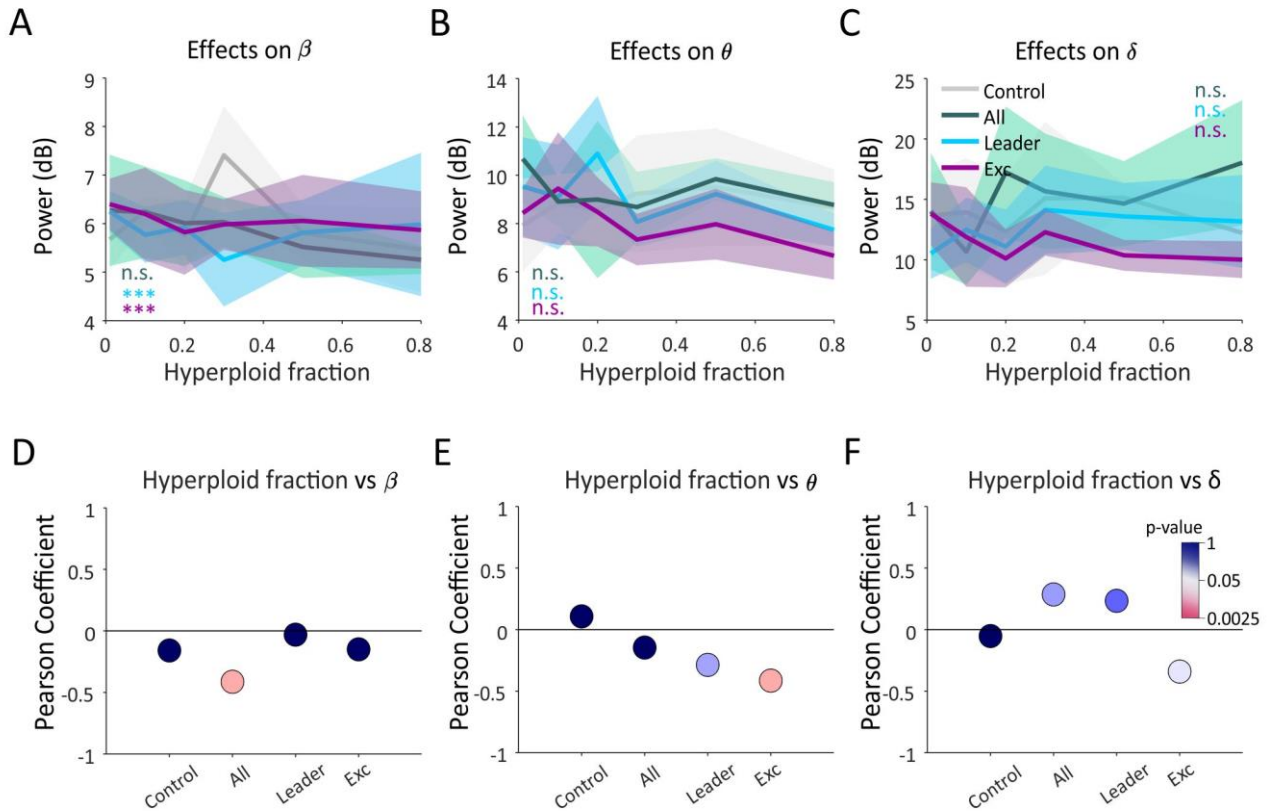 A
Effects on β
Power (dB)
9
8
7
6
5
4
n.s.
***
***
0
0.2
0.4
0.6
0.8
Hyperploid fraction
B
Effects on θ
Power (dB)
14
12
10
8
6
4
n.s.
n.s.
n.s.
0
0.2
0.4
0.6
0.8
Hyperploid fraction
C
Effects on δ
Power (dB)
25
20
15
10
5
Control
All
Leader
Exc
n.s.
n.s.
n.s.
0
0.2
0.4
0.6
0.8
Hyperploid fraction
D
Hyperploid fraction vs β
Pearson Coefficient
1
0.5
0
-0.5
-1
Control
All
Leader
Exc
E
Hyperploid fraction vs θ
Pearson Coefficient
1
0.5
0
-0.5
-1
Control
All
Leader
Exc
F
Hyperploid fraction vs δ
Pearson Coefficient
1
0.5
0
-0.5
-1
p-value
1
0.05
0.0025
Control
All
Leader
Exc